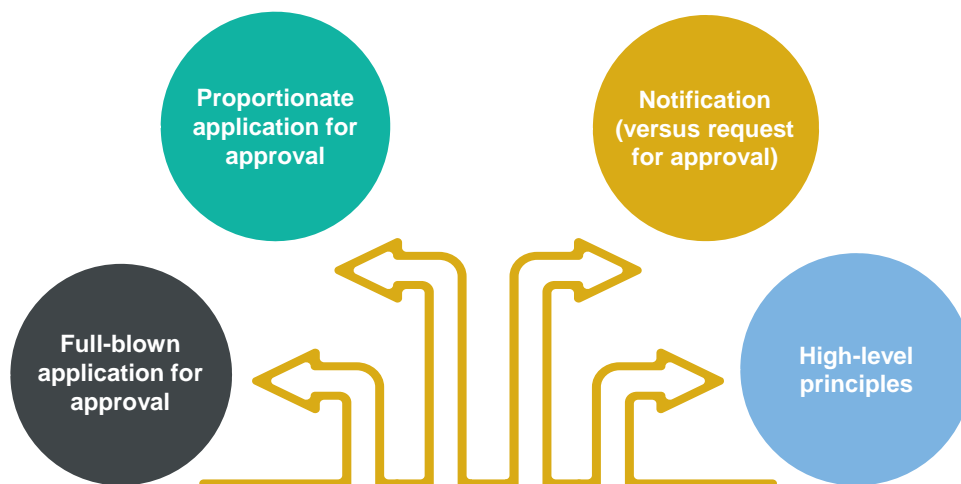 Proportionate
application for
approval
Notification
(versus request
for approval)
Full-blown
application for
approval
High-level
principles